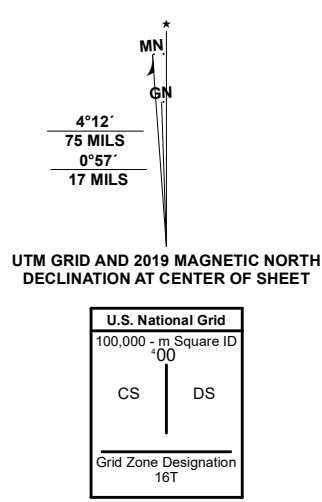 ★
MN
GN
4°12´
75 MILS
0°57´
17 MILS
UTM GRID AND 2019 MAGNETIC NORTH
DECLINATION AT CENTER OF SHEET
U.S. National Grid
100,000 - m Square ID
⁴00
CS DS
Grid Zone Designation
16T